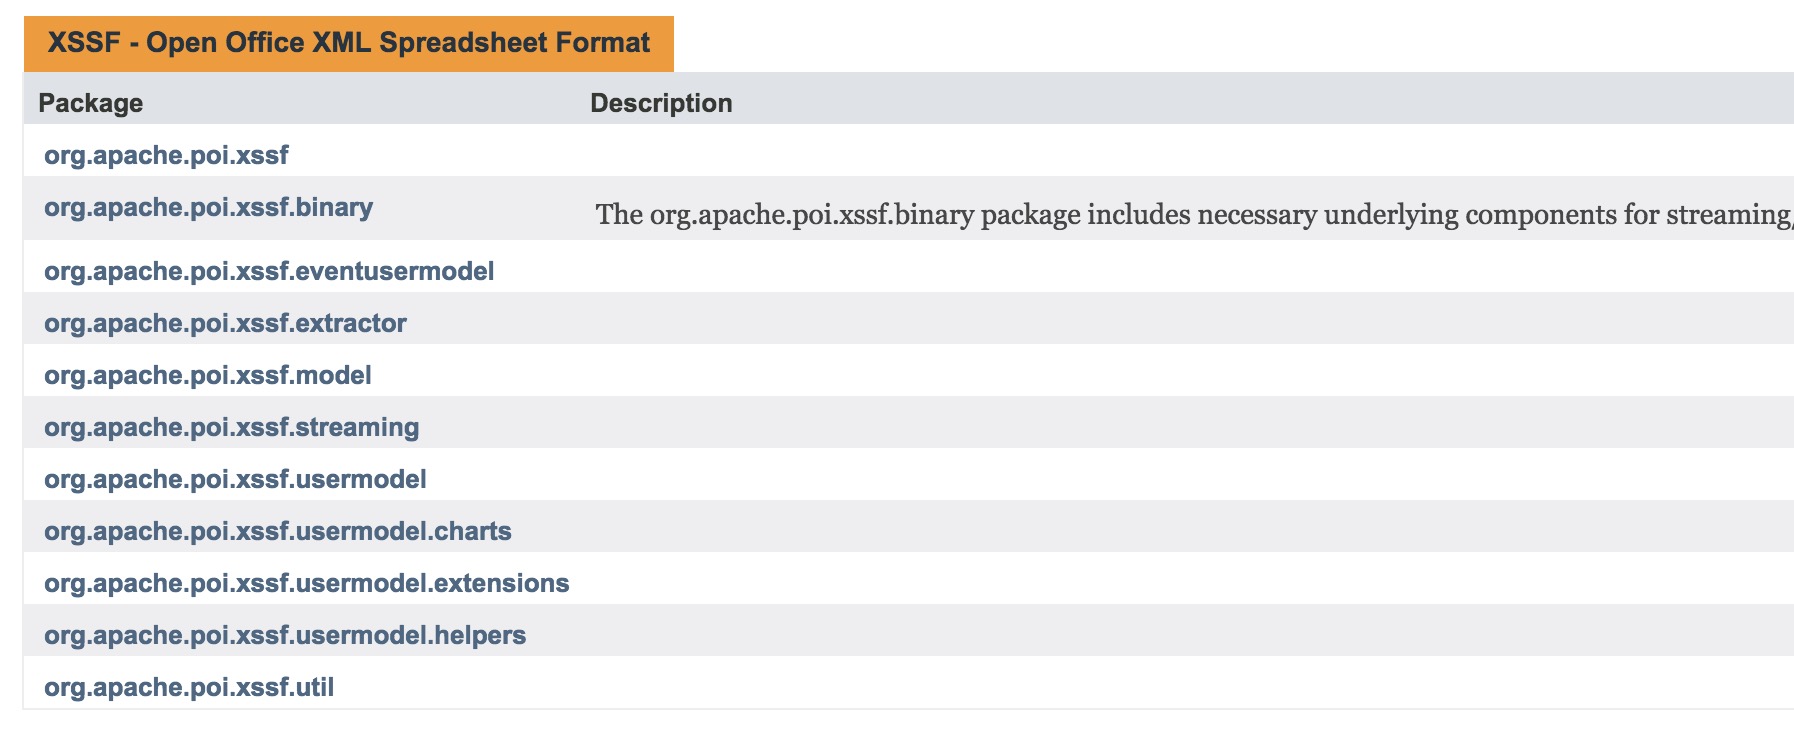 XSSF - Open Office XML Spreadsheet Format
Package Description
org.apache.poi.xssf
org.apache.poi.xssf.binary The org.apache.poi.xssf.binary package includes necessary underlying components for streaming,
org.apache.poi.xssf.eventusermodel
org.apache.poi.xssf.extractor
org.apache.poi.xssf.model
org.apache.poi.xssf.streaming
org.apache.poi.xssf.usermodel
org.apache.poi.xssf.usermodel.charts
org.apache.poi.xssf.usermodel.extensions
org.apache.poi.xssf.usermodel.helpers
org.apache.poi.xssf.util